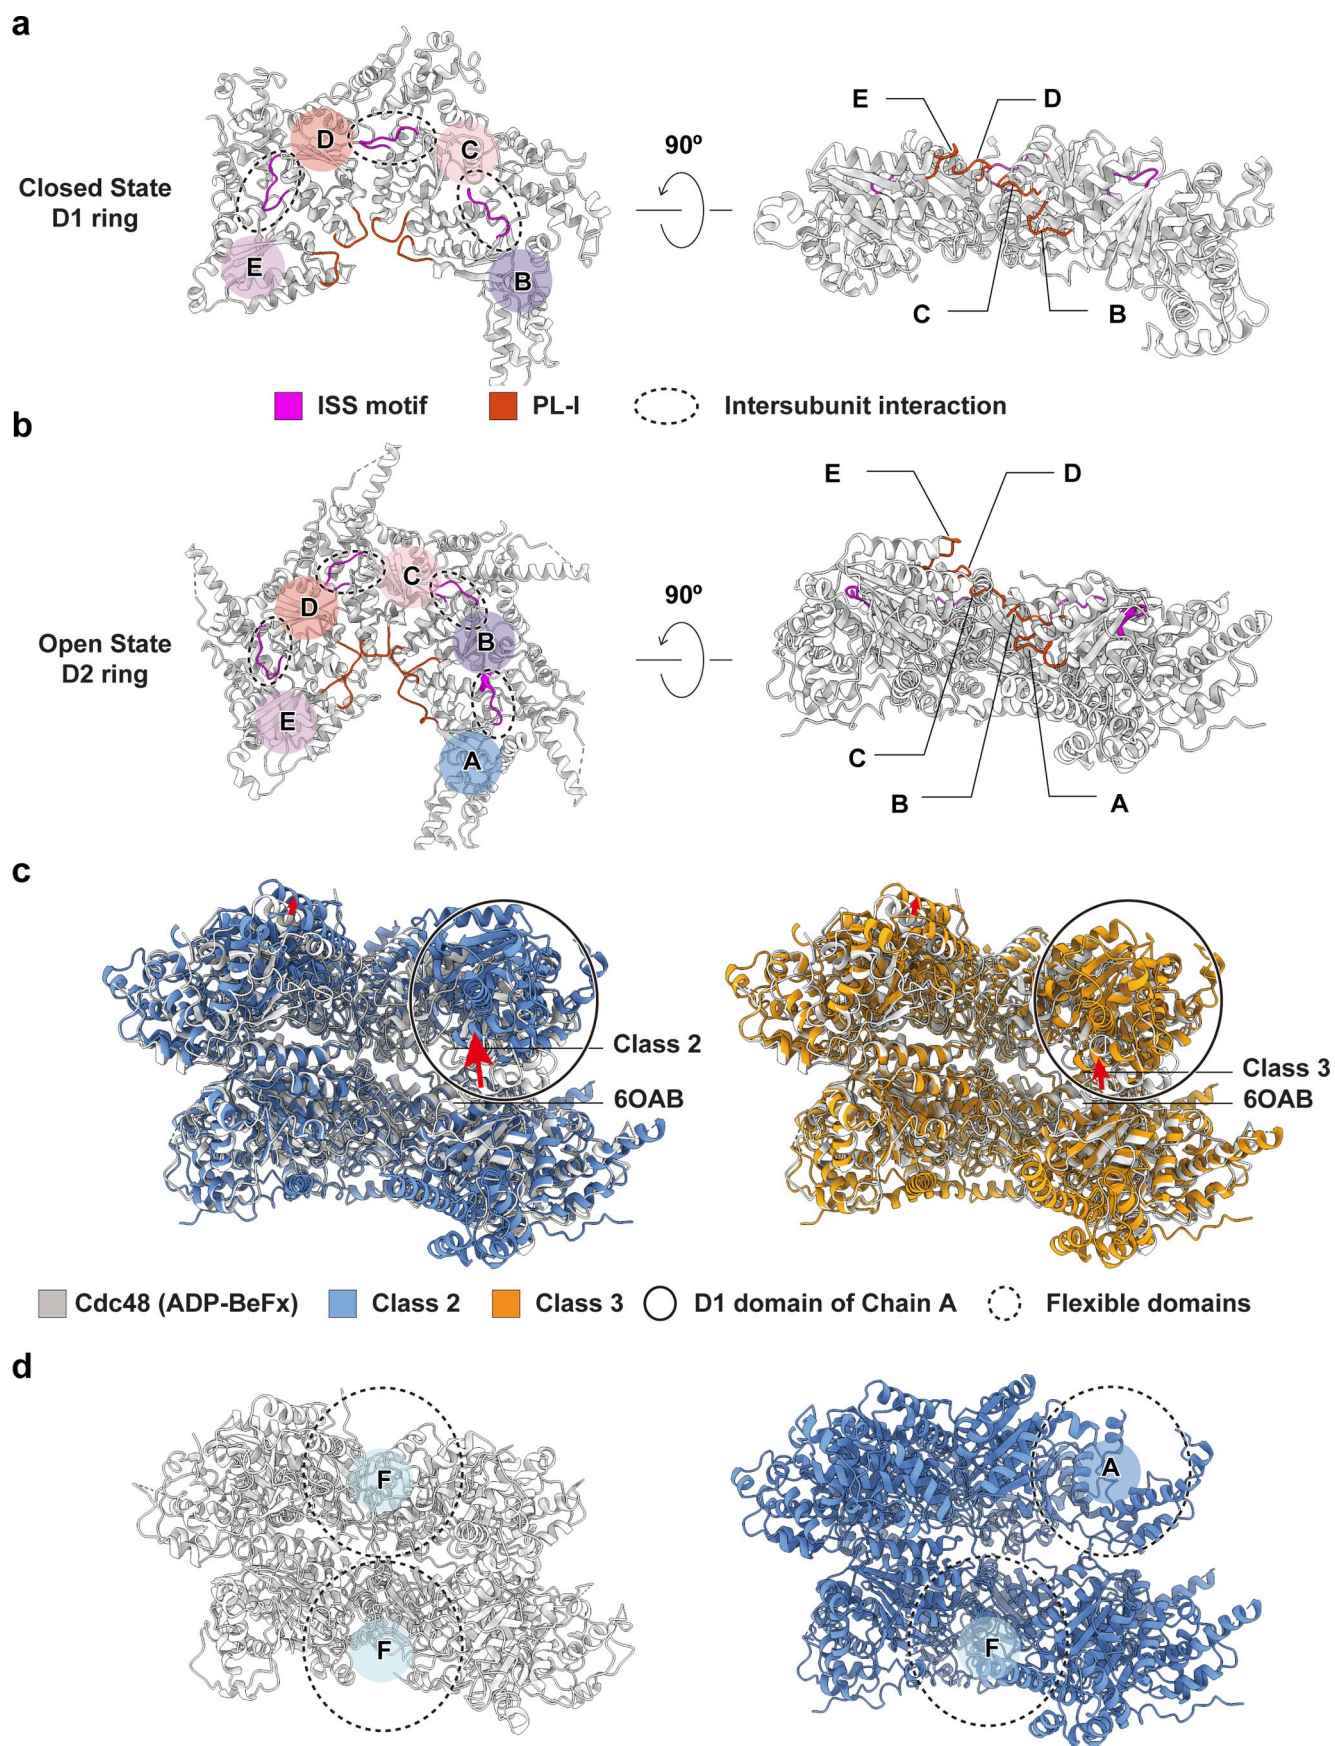 a
E
D
D
C
90º
Closed State
D1 ring
E
B
C
B
ISS motif
PL-I
Intersubunit interaction
b
E
D
C
90º
D
B
Open State
D2 ring
E
A
C
B
A
c
Class 2
6OAB
Class 3
6OAB
Cdc48 (ADP-BeFx)
Class 2
Class 3
D1 domain of Chain A
Flexible domains
d
F
A
F
F